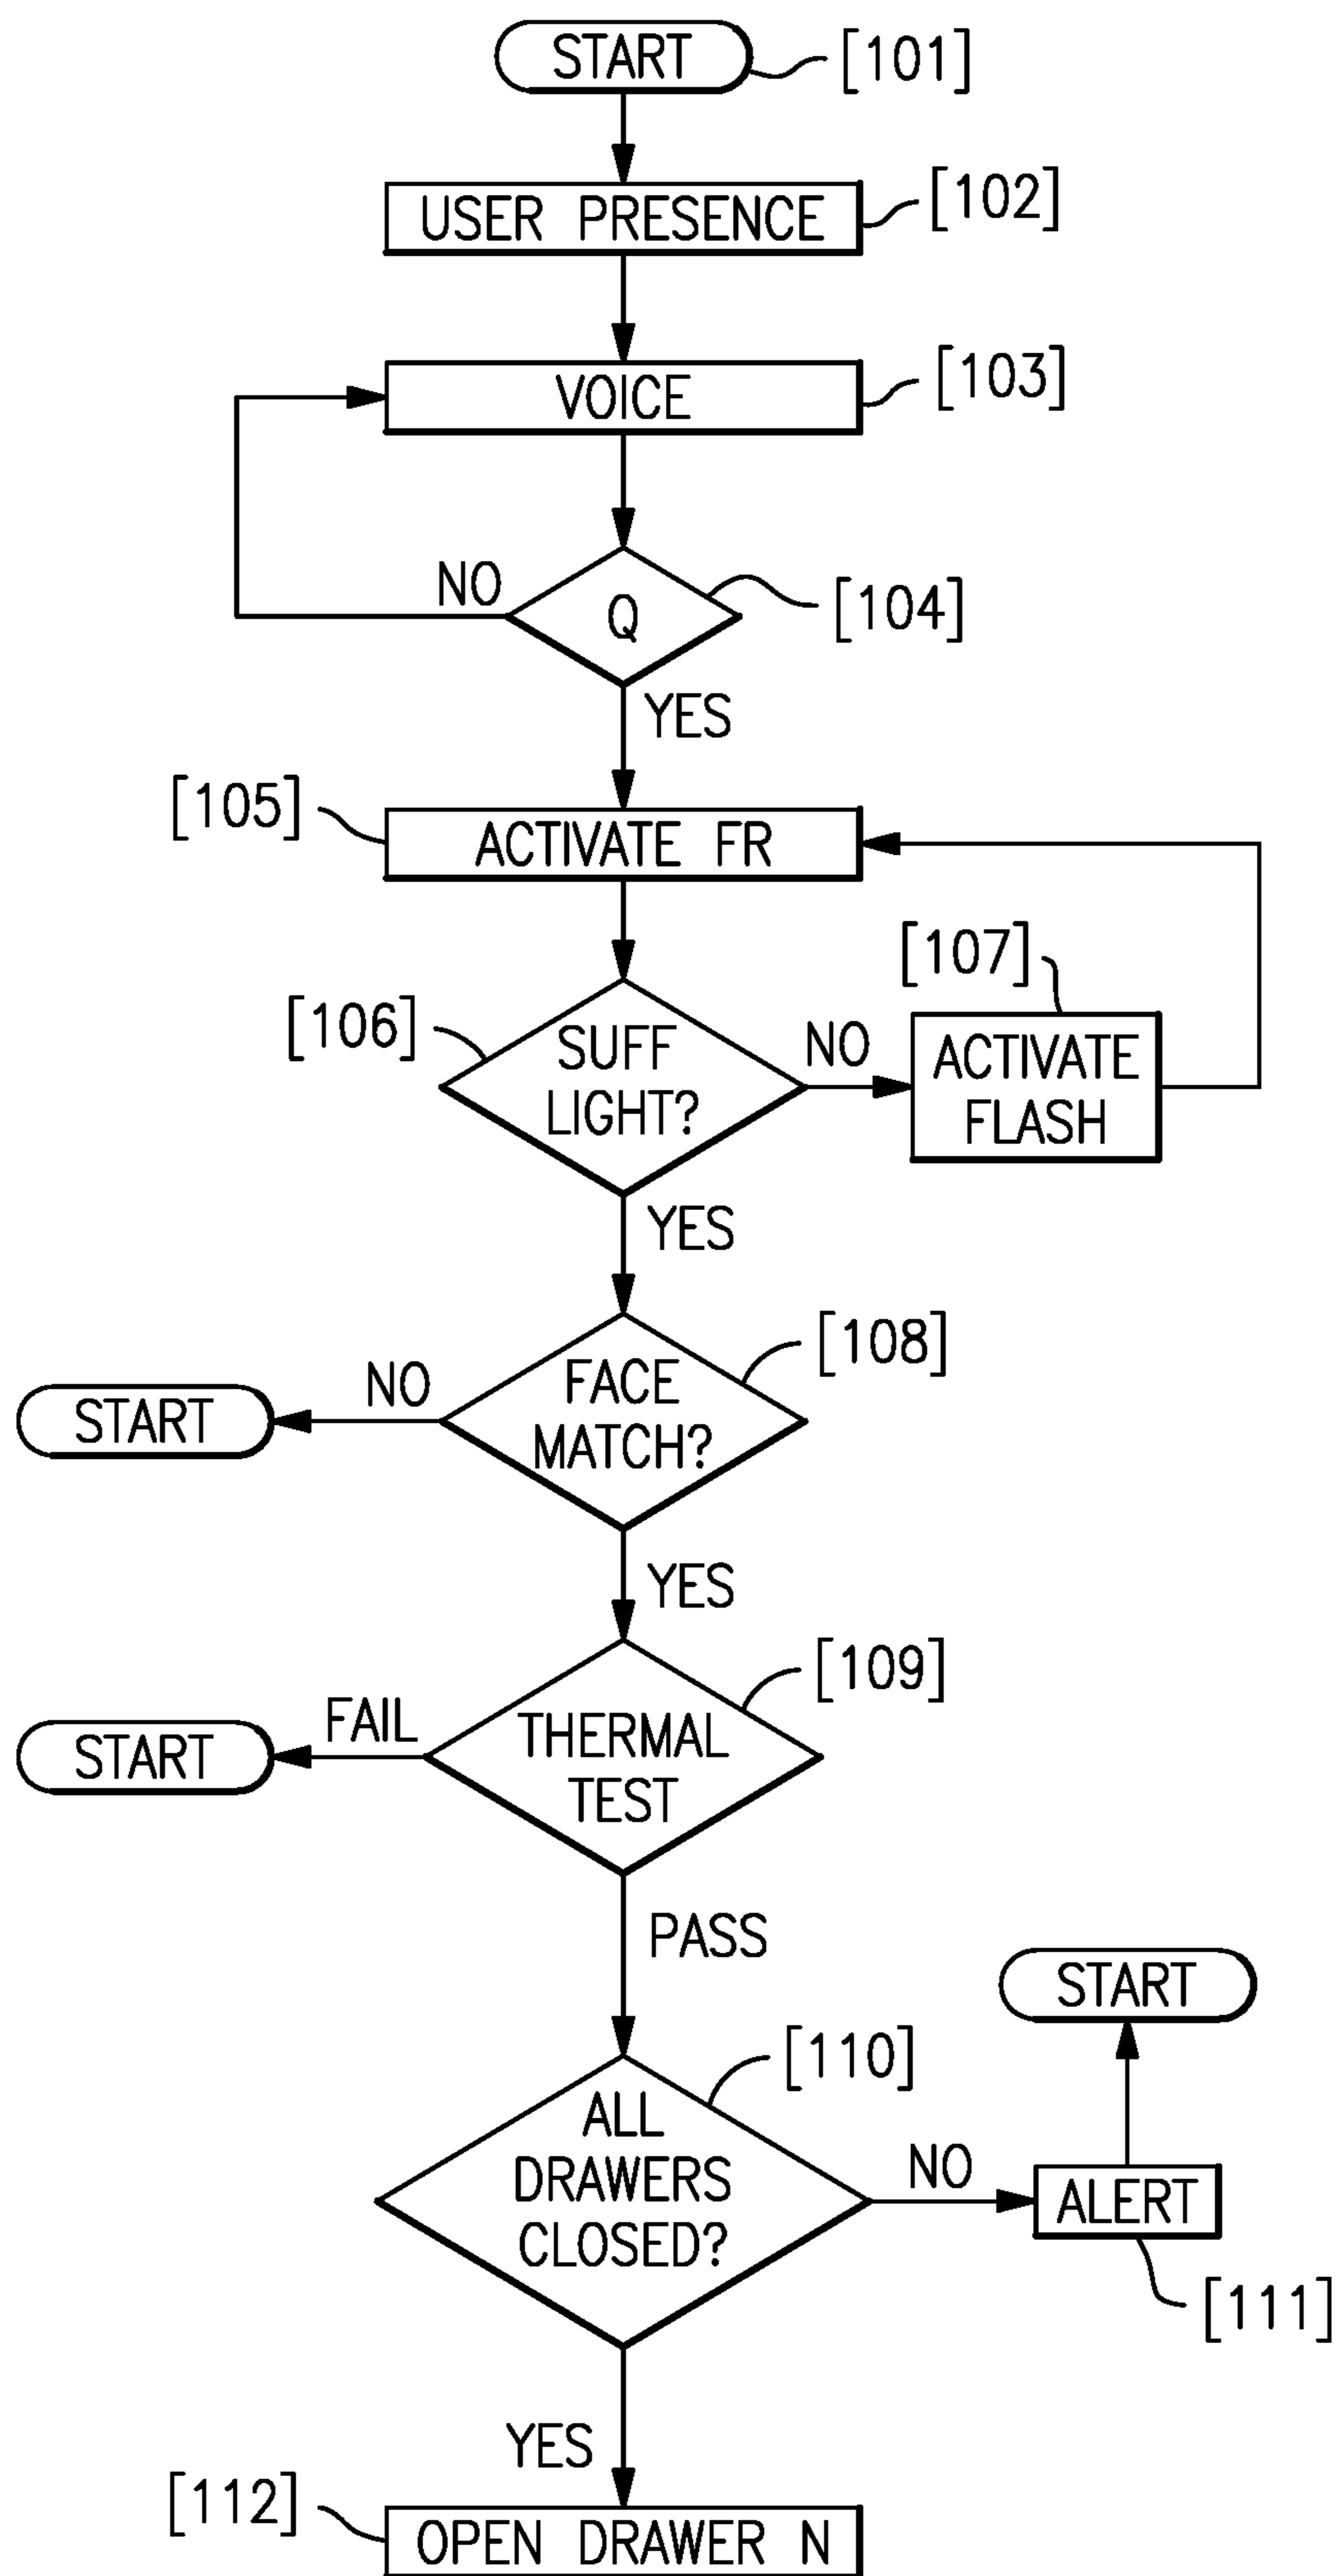 START
[101]
USER PRESENCE
[102]
VOICE
[103]
NO
Q
[104]
YES
[105]
ACTIVATE FR
[107]
[106]
SUFF
LIGHT?
NO
ACTIVATE
FLASH
YES
[108]
NO
FACE
MATCH?
START
YES
[109]
FAIL
THERMAL
TEST
START
PASS
START
[110]
ALL
DRAWERS
CLOSED?
NO
ALERT
[111]
YES
[112]
OPEN DRAWER N